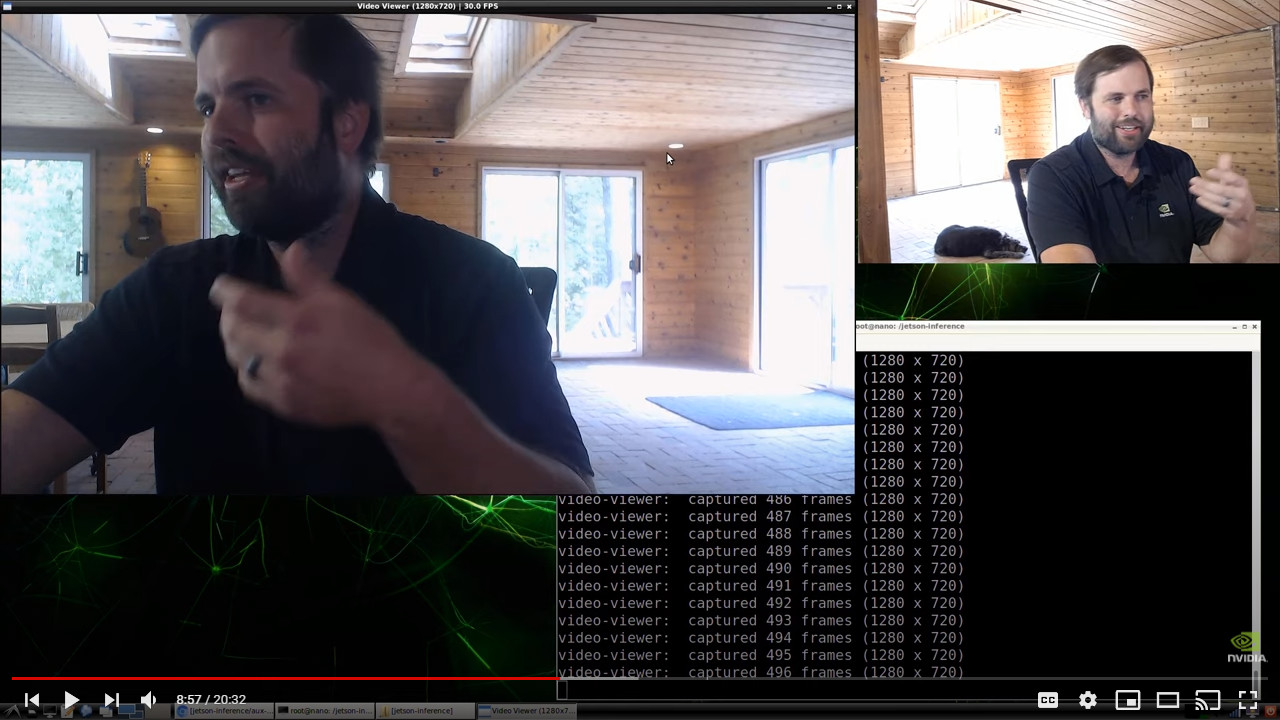 Video Viewer (1280x720) | 30.0 FPS
NVIDIA
root@nano: /jetson-inference
(1280 x 720)
(1280 x 720)
(1280 x 720)
(1280 x 720)
(1280 x 720)
(1280 x 720)
(1280 x 720)
(1280 x 720)
video-viewer: captured 486 frames (1280 x 720)
video-viewer: captured 487 frames (1280 x 720)
video-viewer: captured 488 frames (1280 x 720)
video-viewer: captured 489 frames (1280 x 720)
video-viewer: captured 490 frames (1280 x 720)
video-viewer: captured 491 frames (1280 x 720)
video-viewer: captured 492 frames (1280 x 720)
video-viewer: captured 493 frames (1280 x 720)
video-viewer: captured 494 frames (1280 x 720)
video-viewer: captured 495 frames (1280 x 720)
video-viewer: captured 496 frames (1280 x 720)
NVIDIA.
8:57 / 20:32
CC
[jetson-inference/aux-... root@nano: /jetson-in... [jetson-inference] Video Viewer (1280x7...